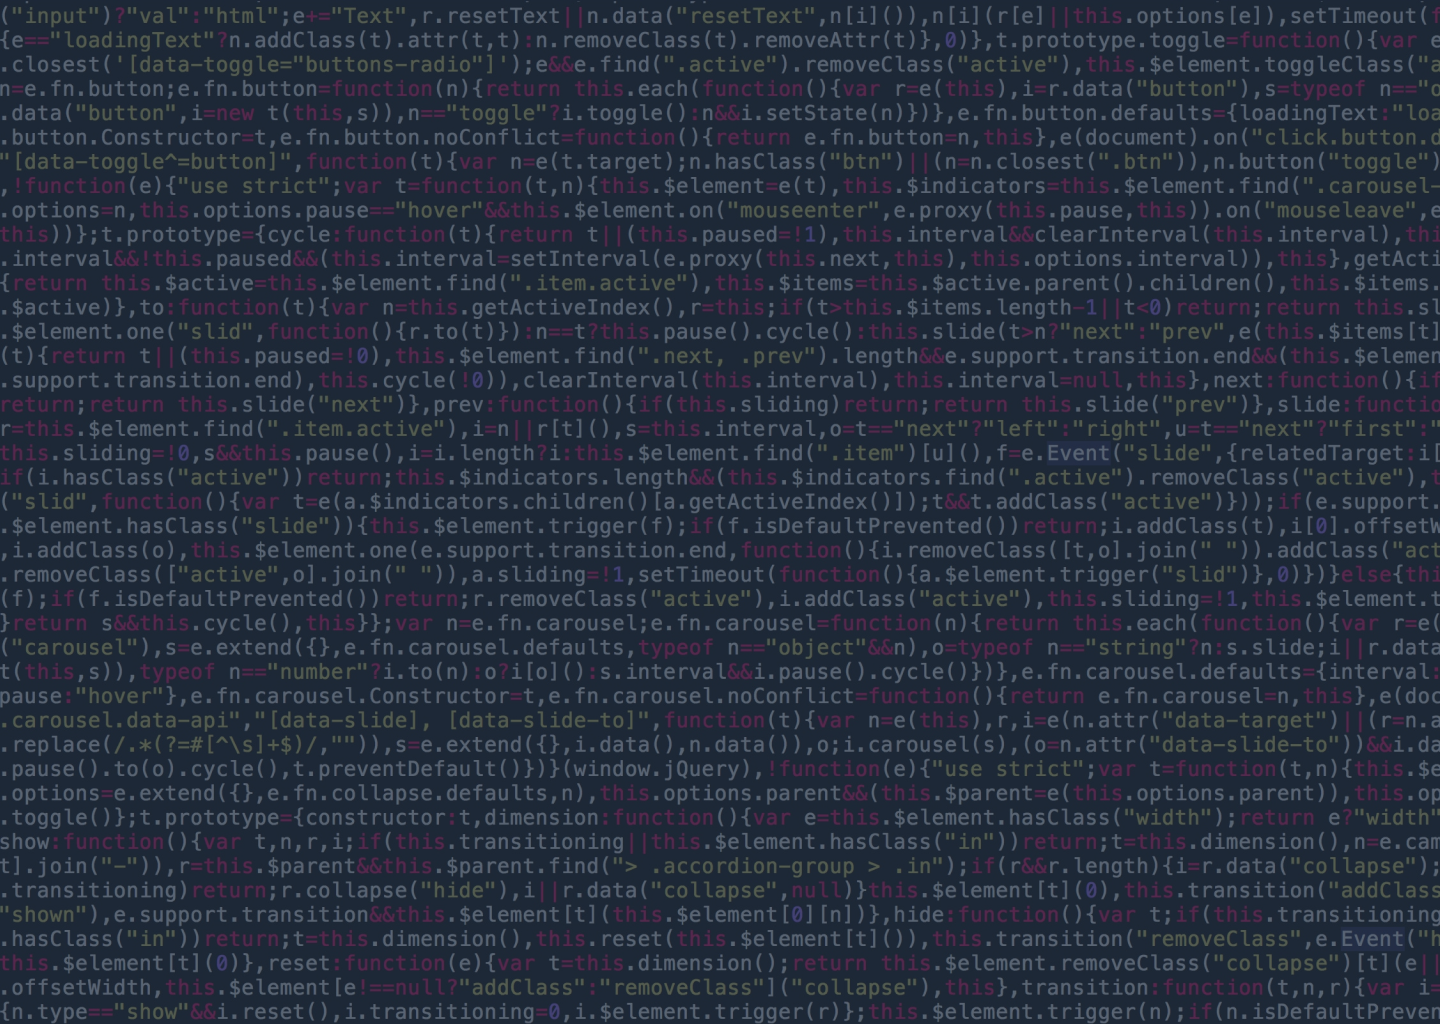 ("input")?"val":"html";e+="Text",r.resetText||n.data("resetText",n[i]()),n[i](r[e]||this.options[e]),setTimeout(f
{e=="loadingText"?n.addClass(t).attr(t,t):n.removeClass(t).removeAttr(t)},0)},t.prototype.toggle=function(){var e
.closest('[data-toggle="buttons-radio"]');e&&e.find(".active").removeClass("active"),this.$element.toggleClass("a
n=e.fn.button;e.fn.button=function(n){return this.each(function(){var r=e(this),i=r.data("button"),s=typeof n=="o
.data("button",i=new t(this,s)),n=="toggle"?i.toggle():n&&i.setState(n)})},e.fn.button.defaults={loadingText:"loa
.button.Constructor=t,e.fn.button.noConflict=function(){return e.fn.button=n,this},e(document).on("click.button.d
"[data-toggle^=button]",function(t){var n=e(t.target);n.hasClass("btn")||(n=n.closest(".btn")),n.button("toggle")
,!function(e){"use strict";var t=function(t,n){this.$element=e(t),this.$indicators=this.$element.find(".carousel-
.options=n,this.options.pause=="hover"&&this.$element.on("mouseenter",e.proxy(this.pause,this)).on("mouseleave",e
this))};t.prototype={cycle:function(t){return t||(this.paused=!1),this.interval&&clearInterval(this.interval),thi
.interval&&!this.paused&&(this.interval=setInterval(e.proxy(this.next,this),this.options.interval)),this},getActi
{return this.$active=this.$element.find(".item.active"),this.$items=this.$active.parent().children(),this.$items.
.$active)},to:function(t){var n=this.getActiveIndex(),r=this;if(t>this.$items.length-1||t<0)return;return this.sl
.$element.one("slid",function(){r.to(t)}):n==t?this.pause().cycle():this.slide(t>n?"next":"prev",e(this.$items[t]
(t){return t||(this.paused=!0),this.$element.find(".next, .prev").length&&e.support.transition.end&&(this.$elemen
.support.transition.end),this.cycle(!0)),clearInterval(this.interval),this.interval=null,this},next:function(){if
return;return this.slide("next")},prev:function(){if(this.sliding)return;return this.slide("prev")},slide:functio
r=this.$element.find(".item.active"),i=n||r[t](),s=this.interval,o=t=="next"?"left":"right",u=t=="next"?"first":"
this.sliding=!0,s&&this.pause(),i=i.length?i:this.$element.find(".item")[u](),f=e.Event("slide",{relatedTarget:i[
if(i.hasClass("active"))return;this.$indicators.length&&(this.$indicators.find(".active").removeClass("active"),t
("slid",function(){var t=e(a.$indicators.children()[a.getActiveIndex()]);t&&t.addClass("active")}));if(e.support.
.$element.hasClass("slide")){this.$element.trigger(f);if(f.isDefaultPrevented())return;i.addClass(t),i[0].offsetW
,i.addClass(o),this.$element.one(e.support.transition.end,function(){i.removeClass([t,o].join(" ")).addClass("act
.removeClass(["active",o].join(" ")),a.sliding=!1,setTimeout(function(){a.$element.trigger("slid")},0)})}else{thi
(f);if(f.isDefaultPrevented())return;r.removeClass("active"),i.addClass("active"),this.sliding=!1,this.$element.t
}return s&&this.cycle(),this}};var n=e.fn.carousel;e.fn.carousel=function(n){return this.each(function(){var r=e(
("carousel"),s=e.extend({},e.fn.carousel.defaults,typeof n=="object"&&n),o=typeof n=="string"?n:s.slide;i||r.data
t(this,s)),typeof n=="number"?i.to(n):o?i[o]():s.interval&&i.pause().cycle()})},e.fn.carousel.defaults={interval:
pause:"hover"},e.fn.carousel.Constructor=t,e.fn.carousel.noConflict=function(){return e.fn.carousel=n,this},e(doc
.carousel.data-api","[data-slide], [data-slide-to]",function(t){var n=e(this),r,i=e(n.attr("data-target")||(r=n.a
.replace(/.*(?=#[^\s]+$)/,"")),s=e.extend({},i.data(),n.data()),o;i.carousel(s),(o=n.attr("data-slide-to"))&&i.da
.pause().to(o).cycle(),t.preventDefault()})}(window.jQuery),!function(e){"use strict";var t=function(t,n){this.$e
.options=e.extend({},e.fn.collapse.defaults,n),this.options.parent&&(this.$parent=e(this.options.parent)),this.op
.toggle()};t.prototype={constructor:t,dimension:function(){var e=this.$element.hasClass("width");return e?"width"
show:function(){var t,n,r,i;if(this.transitioning||this.$element.hasClass("in"))return;t=this.dimension(),n=e.cam
t].join("-")),r=this.$parent&&this.$parent.find("> .accordion-group > .in");if(r&&r.length){i=r.data("collapse");
.transitioning)return;r.collapse("hide"),i||r.data("collapse",null)}this.$element[t](0),this.transition("addClass
"shown"),e.support.transition&&this.$element[t](this.$element[0][n])},hide:function(){var t;if(this.transitioning
.hasClass("in"))return;t=this.dimension(),this.reset(this.$element[t]()),this.transition("removeClass",e.Event("h
this.$element[t](0)},reset:function(e){var t=this.dimension();return this.$element.removeClass("collapse")[t](e||
.offsetWidth,this.$element[e!==null?"addClass":"removeClass"]("collapse"),this},transition:function(t,n,r){var i=
{n.type=="show"&&i.reset(),i.transitioning=0,i.$element.trigger(r)};this.$element.trigger(n);if(n.isDefaultPreven